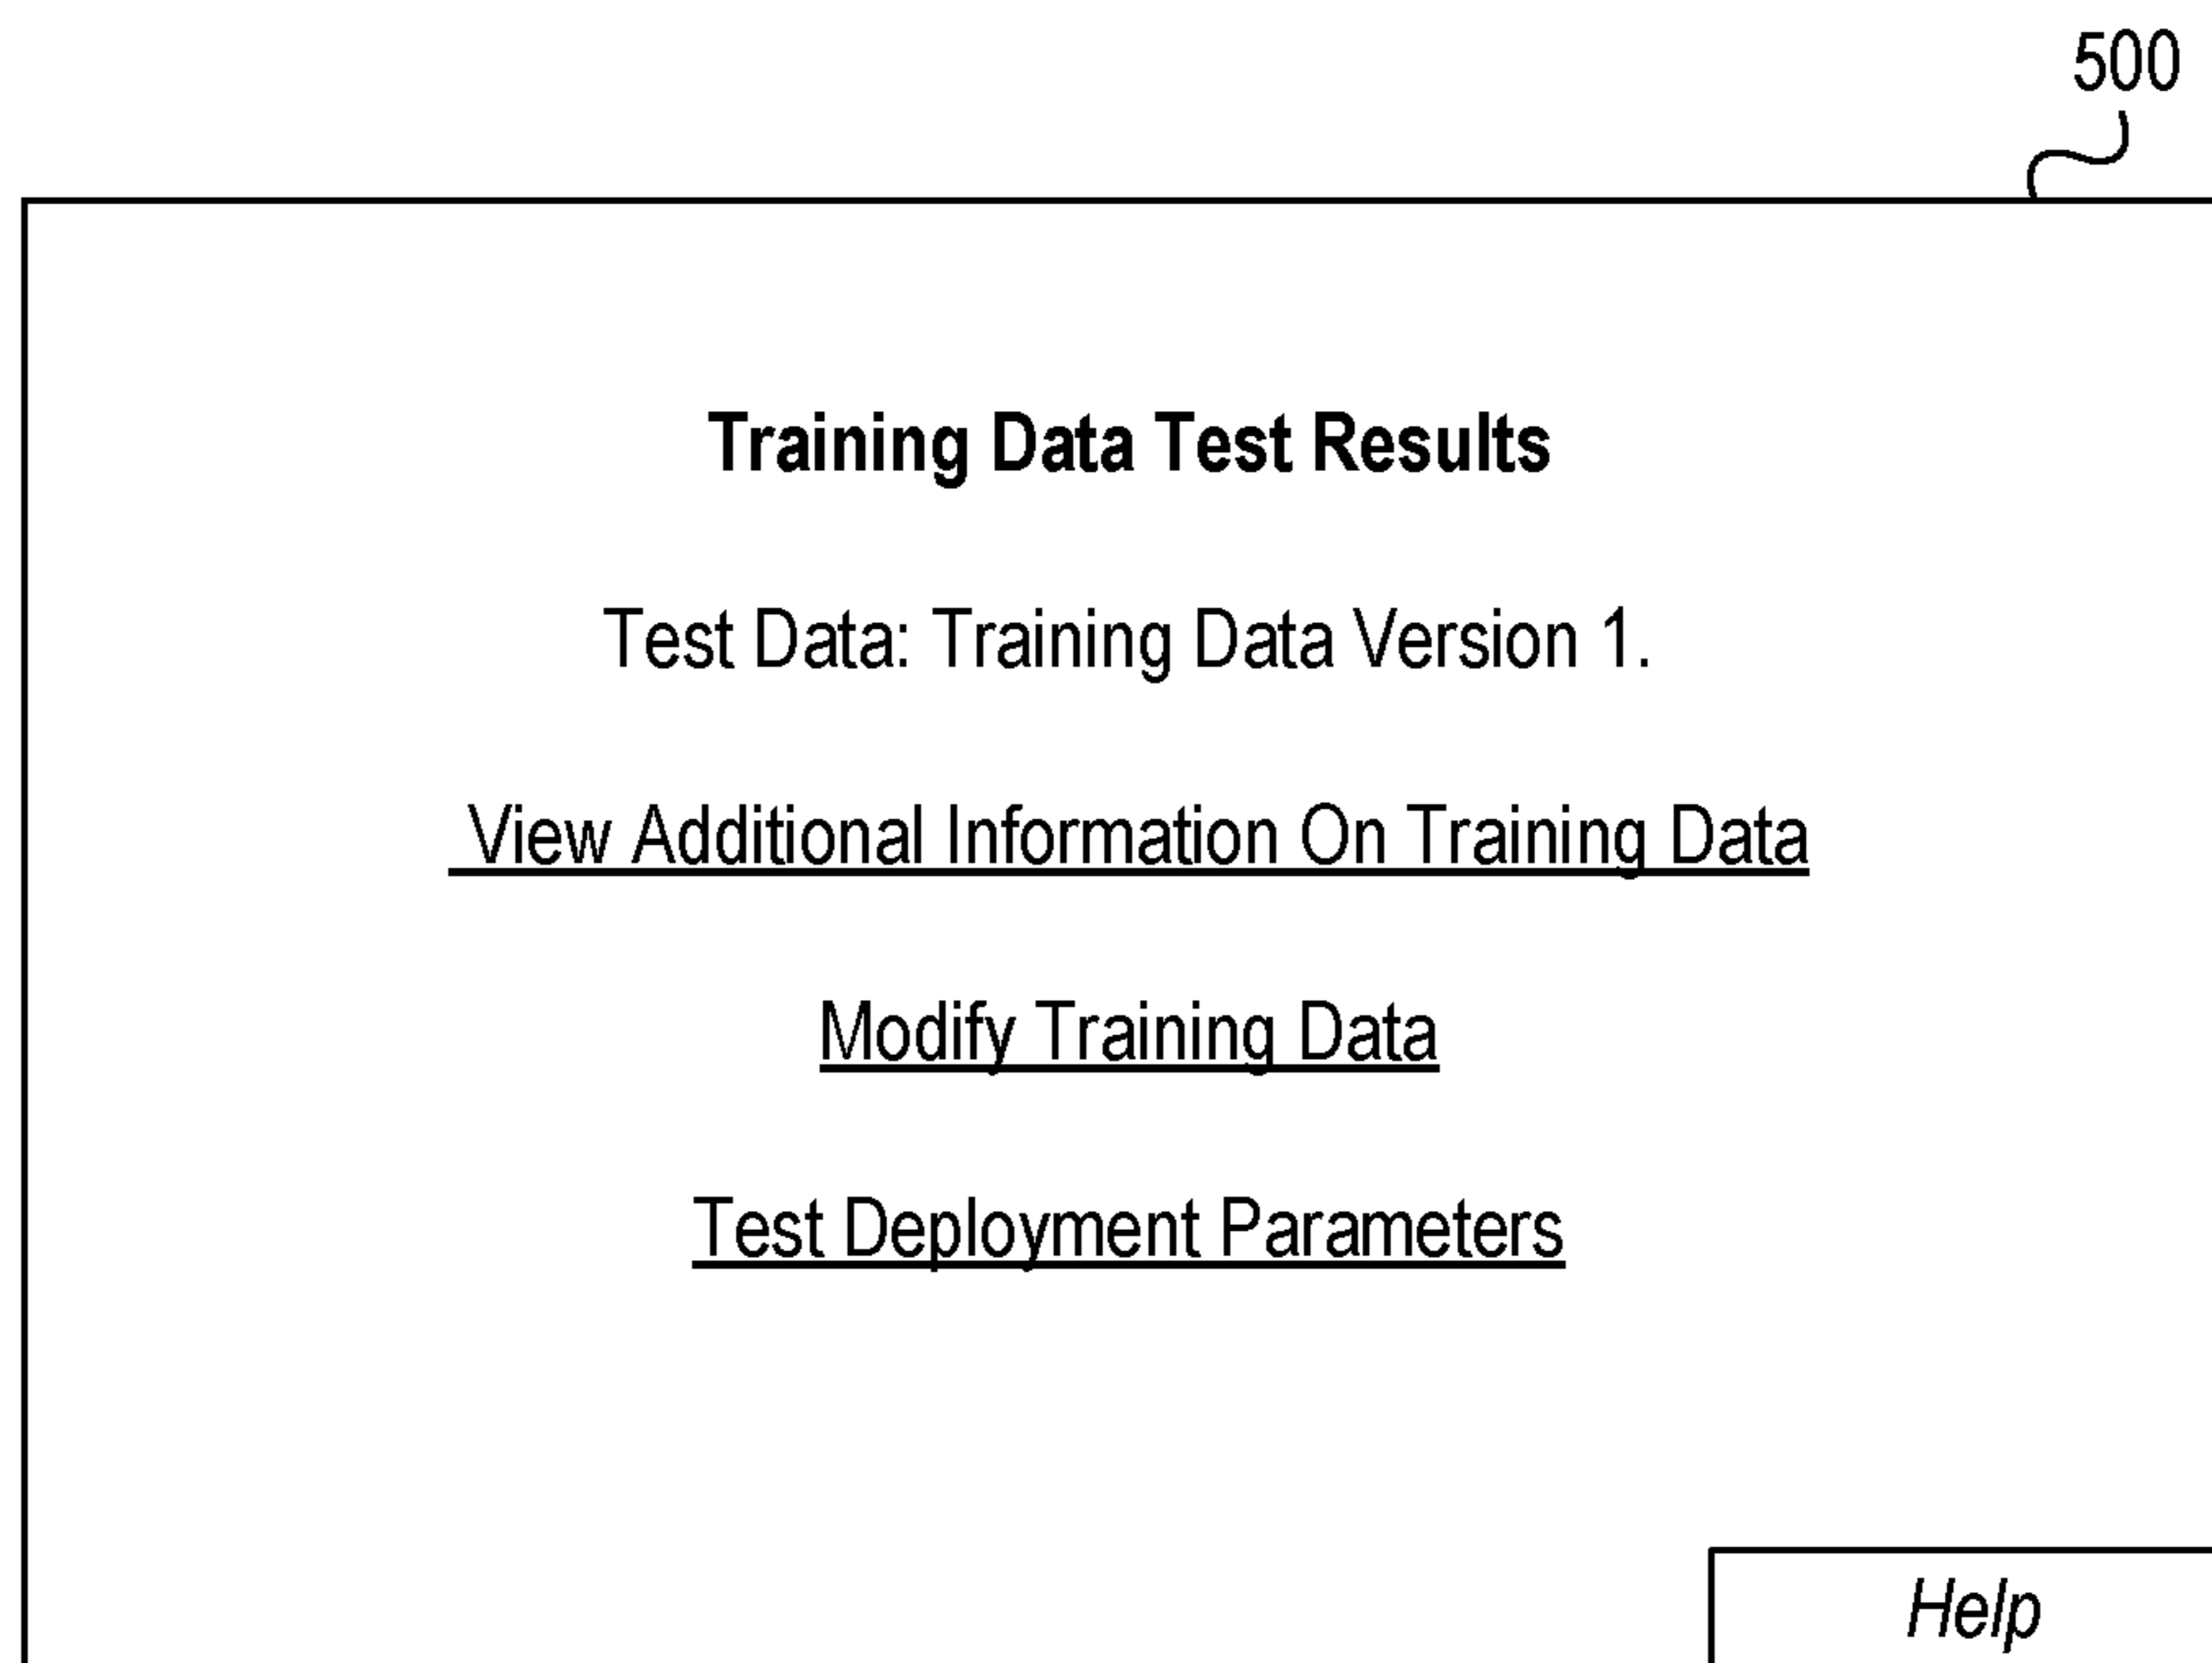 500
Training Data Test Results
Test Data: Training Data Version 1.
View Additional Information On Training Data
Modify Training Data
Test Deployment Parameters
Help